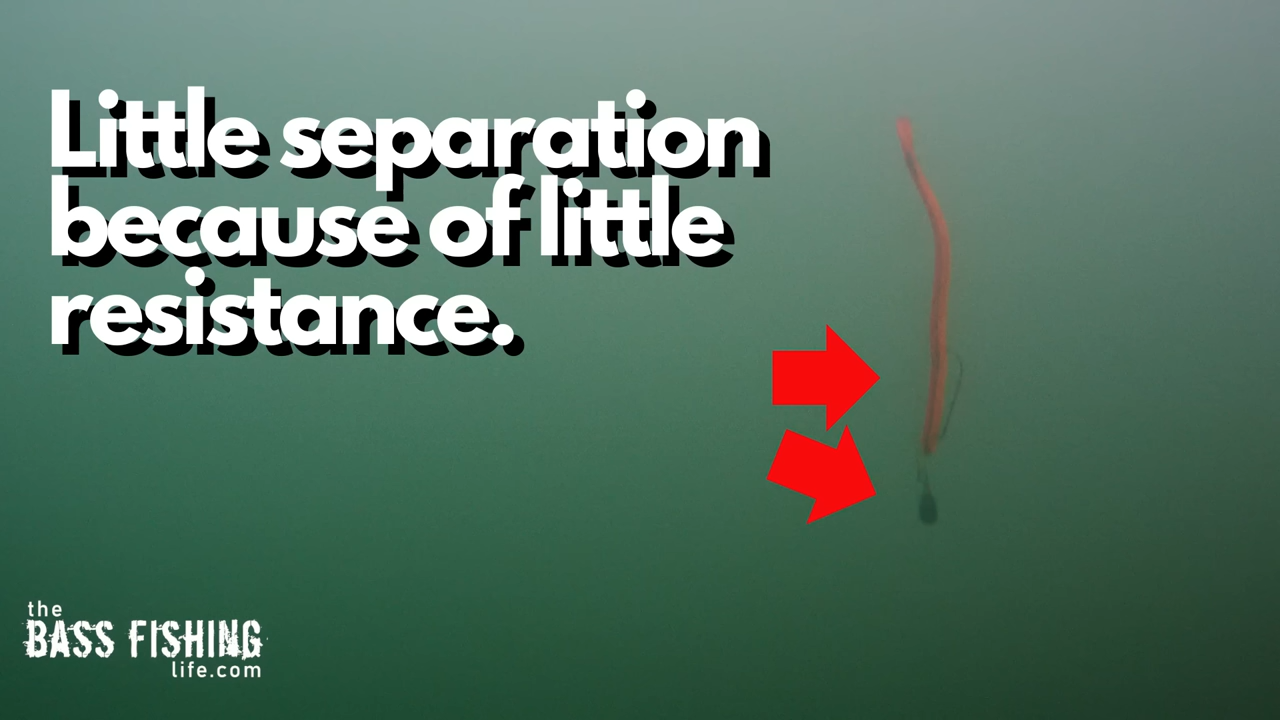 Little separation
because of little
resistance.
the
BASS FISHING
life.com